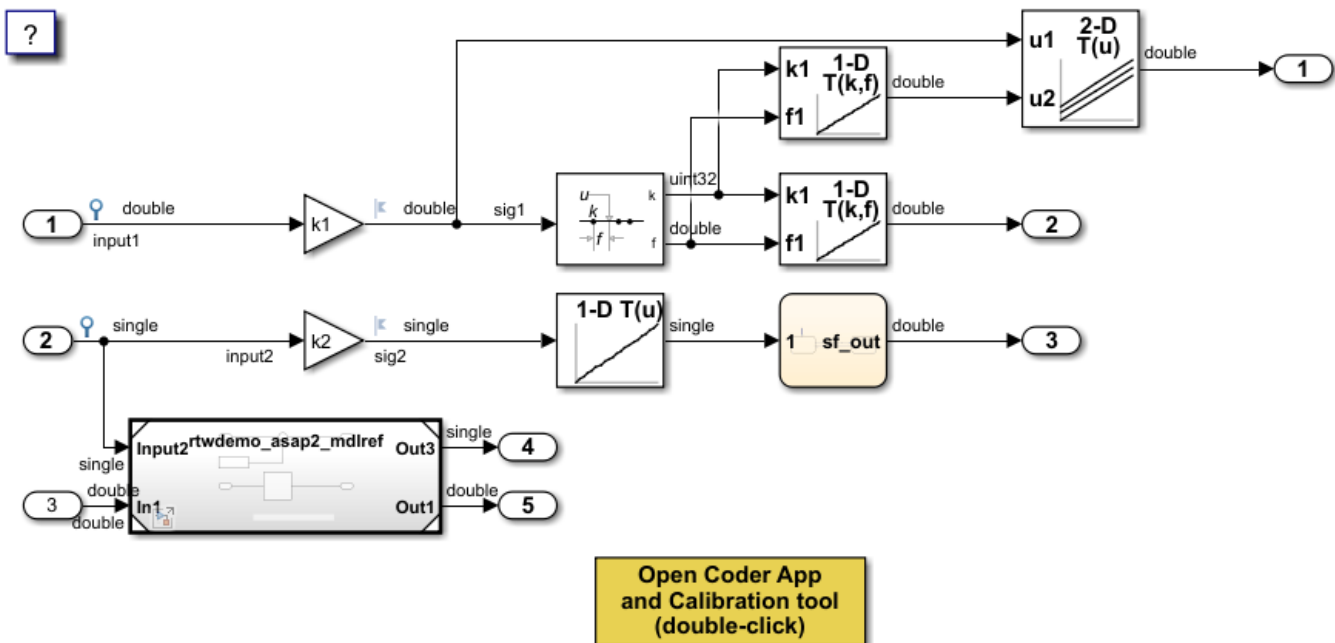 ?
u1
2-D
T(u)
u2
double
1
k1
1-D
T(k,f)
f1
double
1
double
input1
k1
double
sig1
u
k
f
k
f
uint32
double
k1
1-D
T(k,f)
f1
double
2
2
single
input2
k2
single
sig2
1-D T(u)
single
1
sf_out
double
3
Input2
rtwdemo_asap2_mdlref
Out3
single
single
4
3
double
double
In1
Out1
double
5
Open Coder App
and Calibration tool
(double-click)